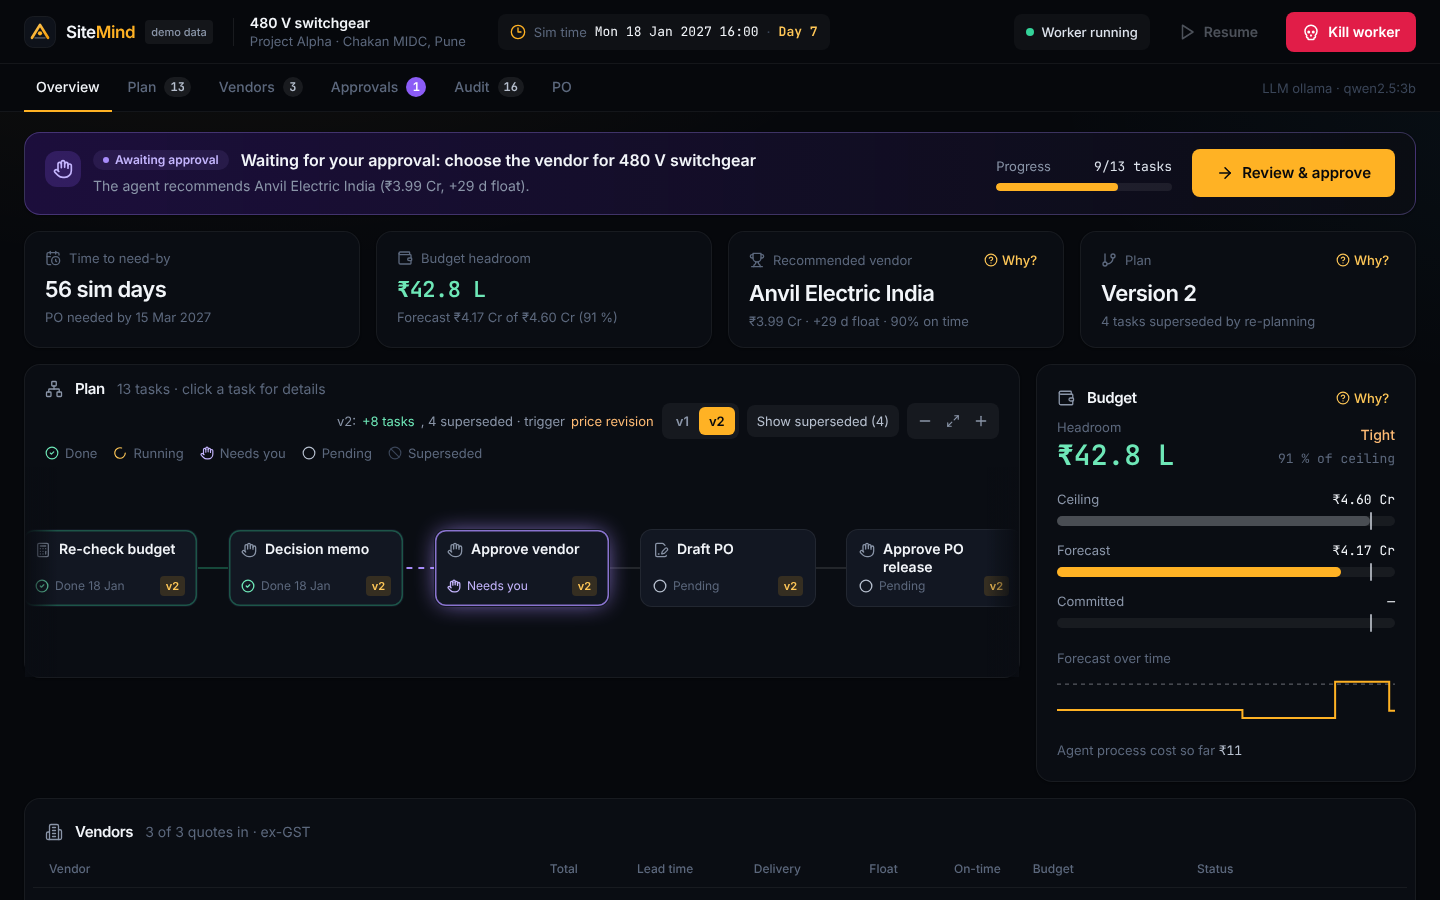 SiteMind demo data
480 V switchgear
Project Alpha · Chakan MIDC, Pune
Sim time Mon 18 Jan 2027 16:00 · Day 7
Worker running
Resume
Kill worker
Overview
Plan 13
Vendors 3
Approvals 1
Audit 16
PO
LLM ollama · qwen2.5:3b
Awaiting approval
Waiting for your approval: choose the vendor for 480 V switchgear
The agent recommends Anvil Electric India (₹3.99 Cr, +29 d float).
Progress 9/13 tasks
Review & approve
Time to need-by
56 sim days
PO needed by 15 Mar 2027
Budget headroom
₹42.8 L
Forecast ₹4.17 Cr of ₹4.60 Cr (91 %)
Recommended vendor Why?
Anvil Electric India
₹3.99 Cr · +29 d float · 90% on time
Plan Why?
Version 2
4 tasks superseded by re-planning
Plan 13 tasks · click a task for details
v2: +8 tasks , 4 superseded · trigger price revision
v1 v2
Show superseded (4)
Done Running Needs you Pending Superseded
Re-check budget
Done 18 Jan v2
Decision memo
Done 18 Jan v2
Approve vendor
Needs you v2
Draft PO
Pending v2
Approve PO
release
Pending v2
Budget Why?
Headroom
₹42.8 L
Tight
91 % of ceiling
Ceiling ₹4.60 Cr
Forecast ₹4.17 Cr
Committed —
Forecast over time
Agent process cost so far ₹11
Vendors 3 of 3 quotes in · ex-GST
Vendor Total Lead time Delivery Float On-time Budget Status